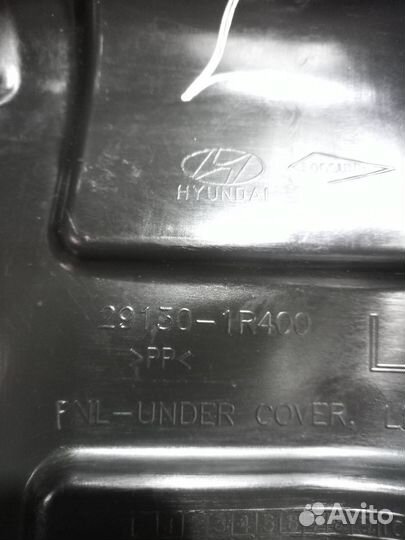 HYUNDAI
29130-1R400
>PP<
PNL-UNDER COVER, L
Avito